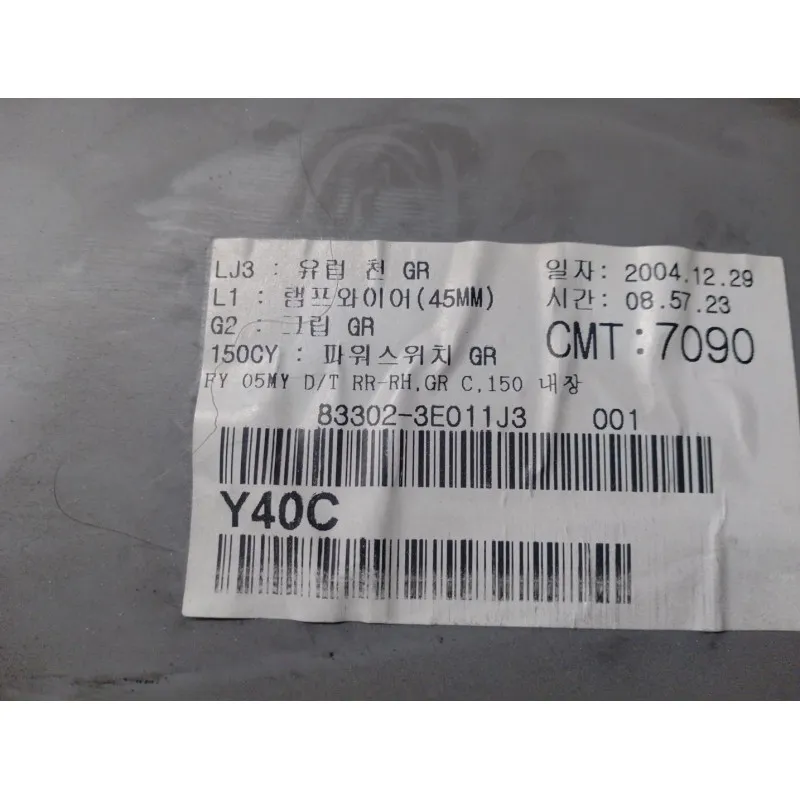 LJ3 : 유럽 천 GR
일자: 2004.12.29
L1 : 램프와이어(45MM)
시간: 08.57.23
G2 : 그립 GR
CMT:7090
150CY : 파워스위치 GR
FY 05MY D/T RR-RH,GR C,150 내장
83302-3E011J3 001
Y40C